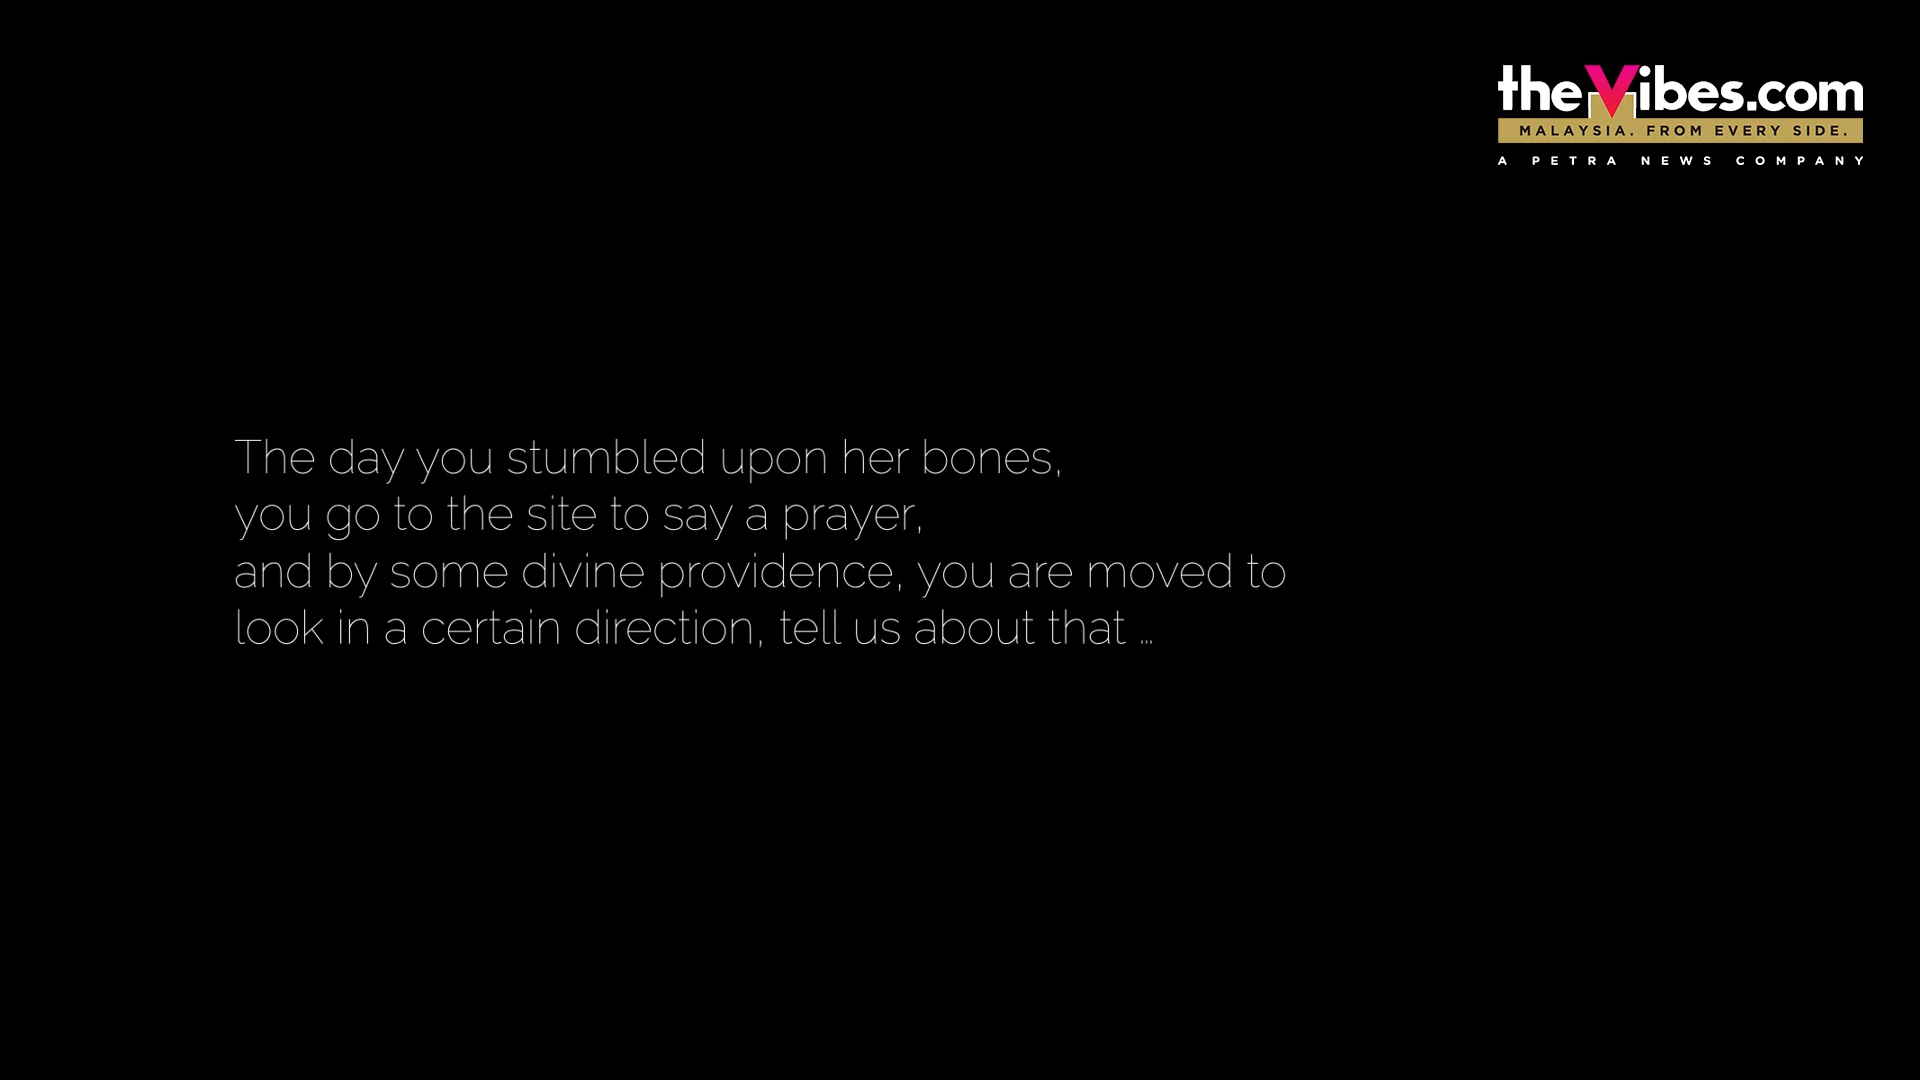 theVibes.com
MALAYSIA. FROM EVERY SIDE.
A PETRA NEWS COMPANY
The day you stumbled upon her bones,
you go to the site to say a prayer,
and by some divine providence, you are moved to
look in a certain direction, tell us about that ...